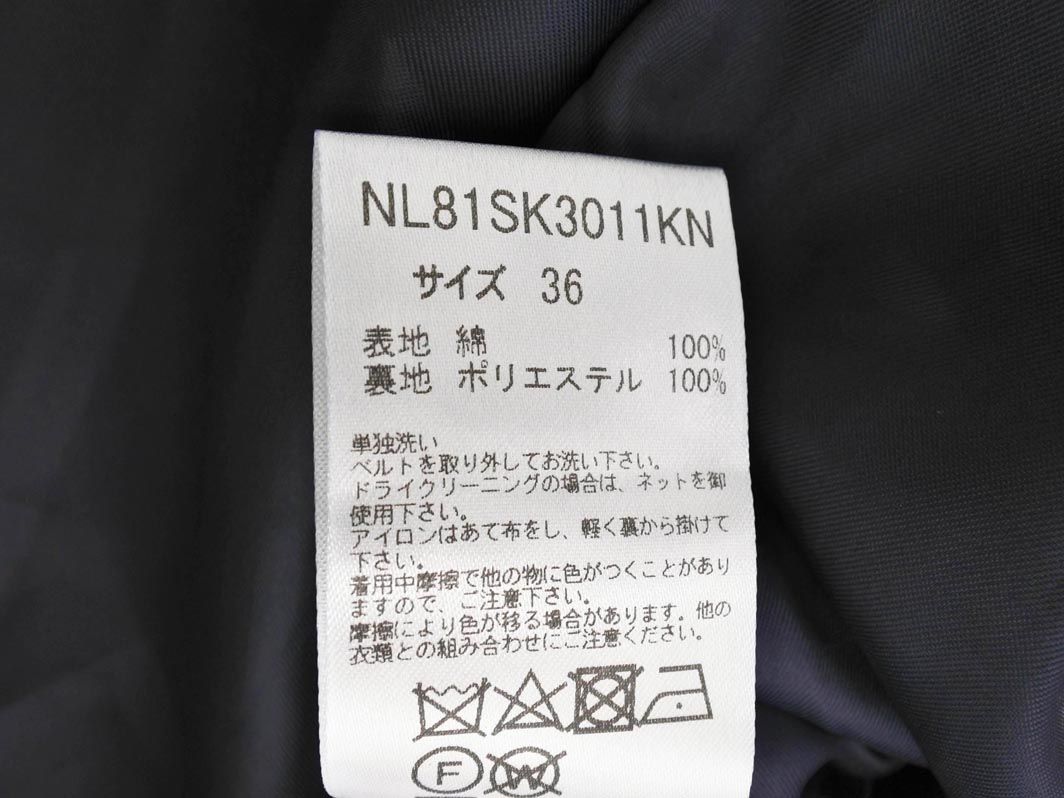 NL81SK3011KN
サイズ 36
表地 綿 100%
裏地 ポリエステル 100%
単独洗い
ベルトを取り外してお洗い下さい。
ドライクリーニングの場合は、ネットを御
使用下さい。
アイロンはあて布をし、軽く裏から掛けて
下さい。
着用中摩擦で他の物に色がつくことがあり
ますので、ご注意下さい。
摩擦により色が移る場合があります。他の
衣類との組み合わせにご注意ください。
F W